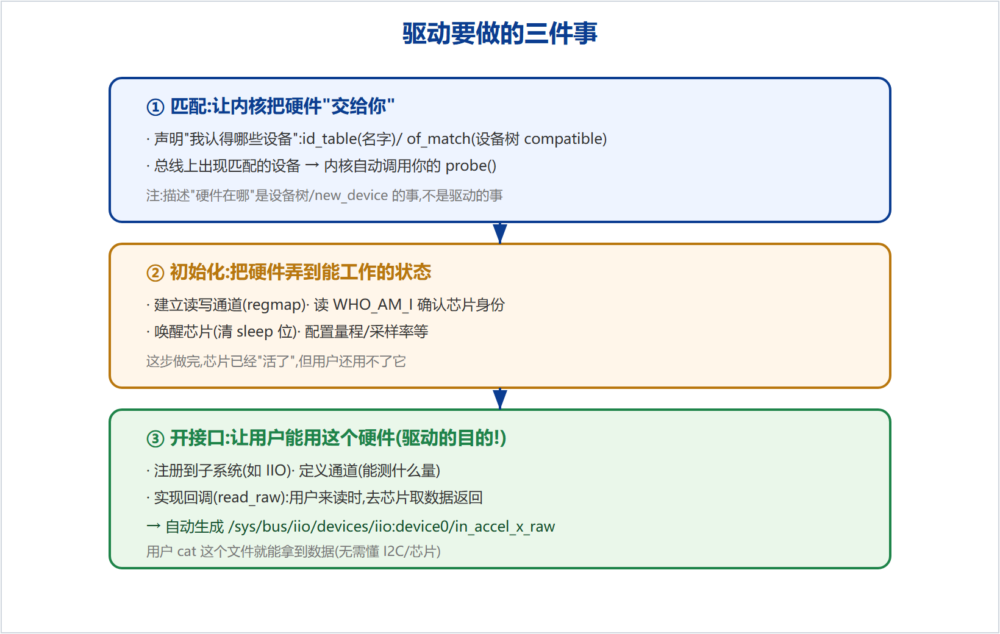 驱动要做的三件事
① 匹配:让内核把硬件"交给你"
· 声明"我认得哪些设备":id_table(名字)/ of_match(设备树 compatible)
· 总线上出现匹配的设备 → 内核自动调用你的 probe()
注:描述"硬件在哪"是设备树/new_device 的事,不是驱动的事
② 初始化:把硬件弄到能工作的状态
· 建立读写通道(regmap)· 读 WHO_AM_I 确认芯片身份
· 唤醒芯片(清 sleep 位)· 配置量程/采样率等
这步做完,芯片已经"活了",但用户还用不了它
③ 开接口:让用户能用这个硬件(驱动的目的!)
· 注册到子系统(如 IIO)· 定义通道(能测什么量)
· 实现回调(read_raw):用户来读时,去芯片取数据返回
→ 自动生成 /sys/bus/iio/devices/iio:device0/in_accel_x_raw
用户 cat 这个文件就能拿到数据(无需懂 I2C/芯片)